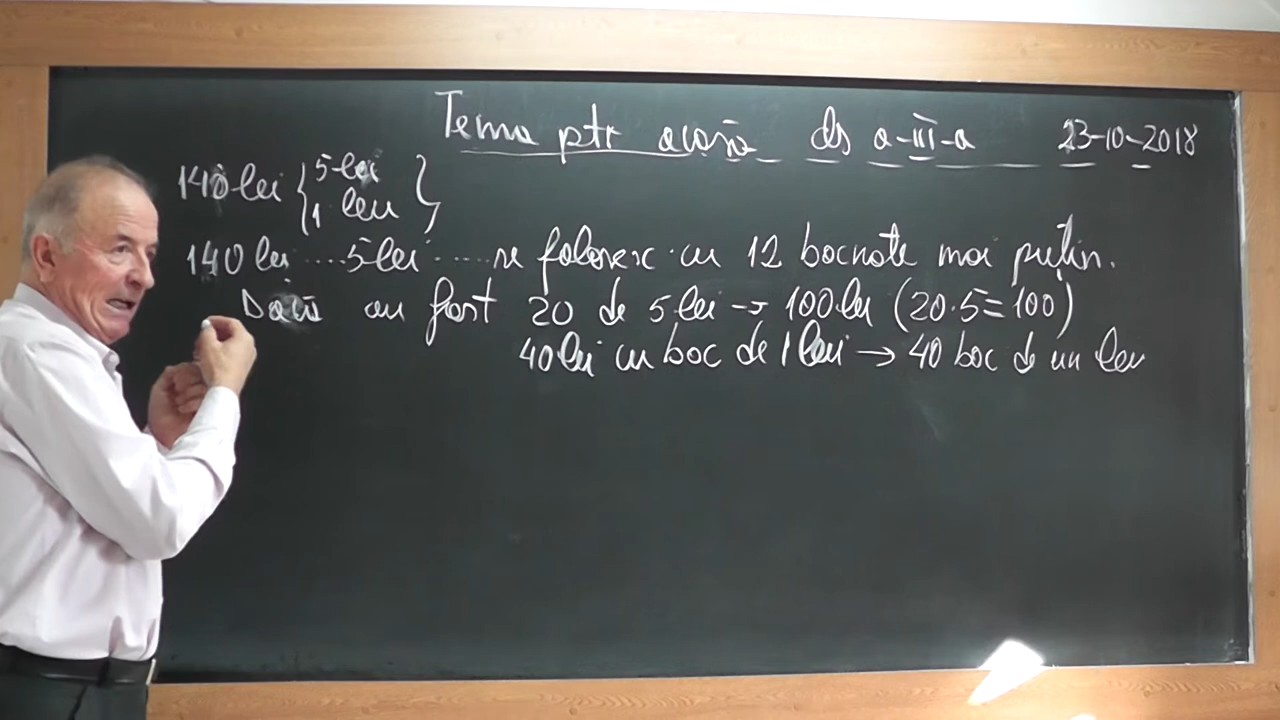 Tema ptr acasă cls a-III-a 23-10-2018
140 lei { 5 lei
1 leu }
140 lei ....5 lei ..... se folosesc cu 12 bacnote mai puțin.
Dacă au fost 20 de 5 lei → 100 lei (20·5=100)
40 lei cu bac de 1 leu → 40 bac de un leu